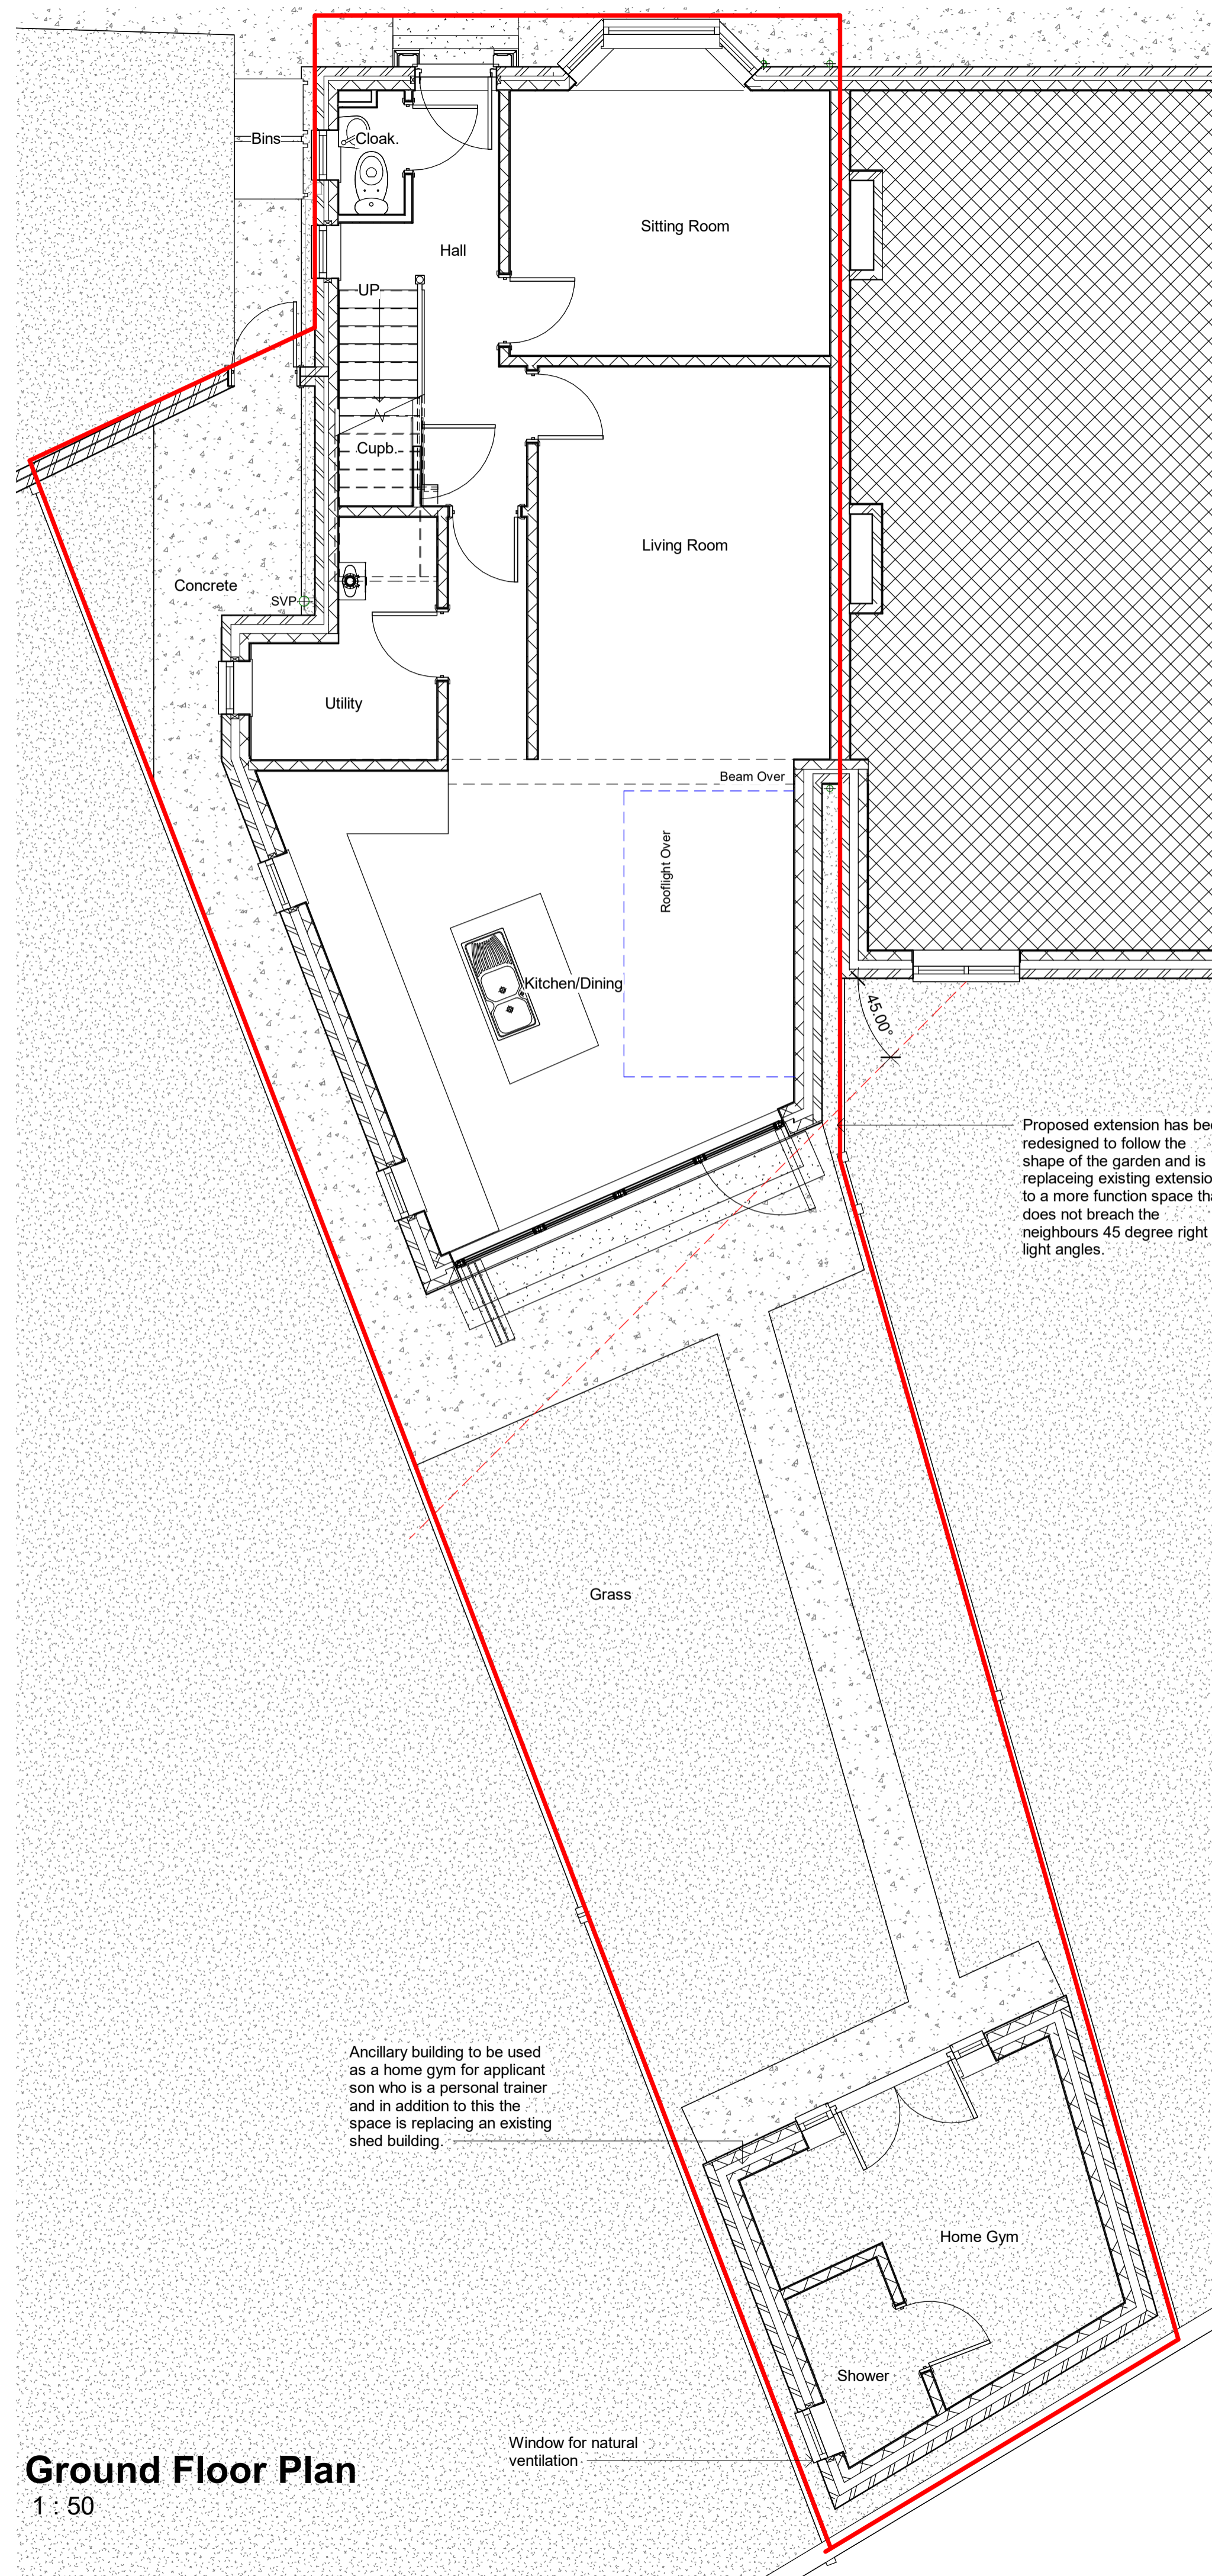 Bins
Cloak.
Sitting Room
Hall
UP
Cupb.
Living Room
Concrete
SVP
Utility
Beam Over
Rooflight Over
Kitchen/Dining
45.00°
Proposed extension has bee
redesigned to follow the
shape of the garden and is
replaceing existing extensio
to a more function space tha
does not breach the
neighbours 45 degree right
light angles.
Grass
Ancillary building to be used
as a home gym for applicant
son who is a personal trainer
and in addition to this the
space is replacing an existing
shed building.
Home Gym
Shower
Window for natural
ventilation
Ground Floor Plan
1 : 50